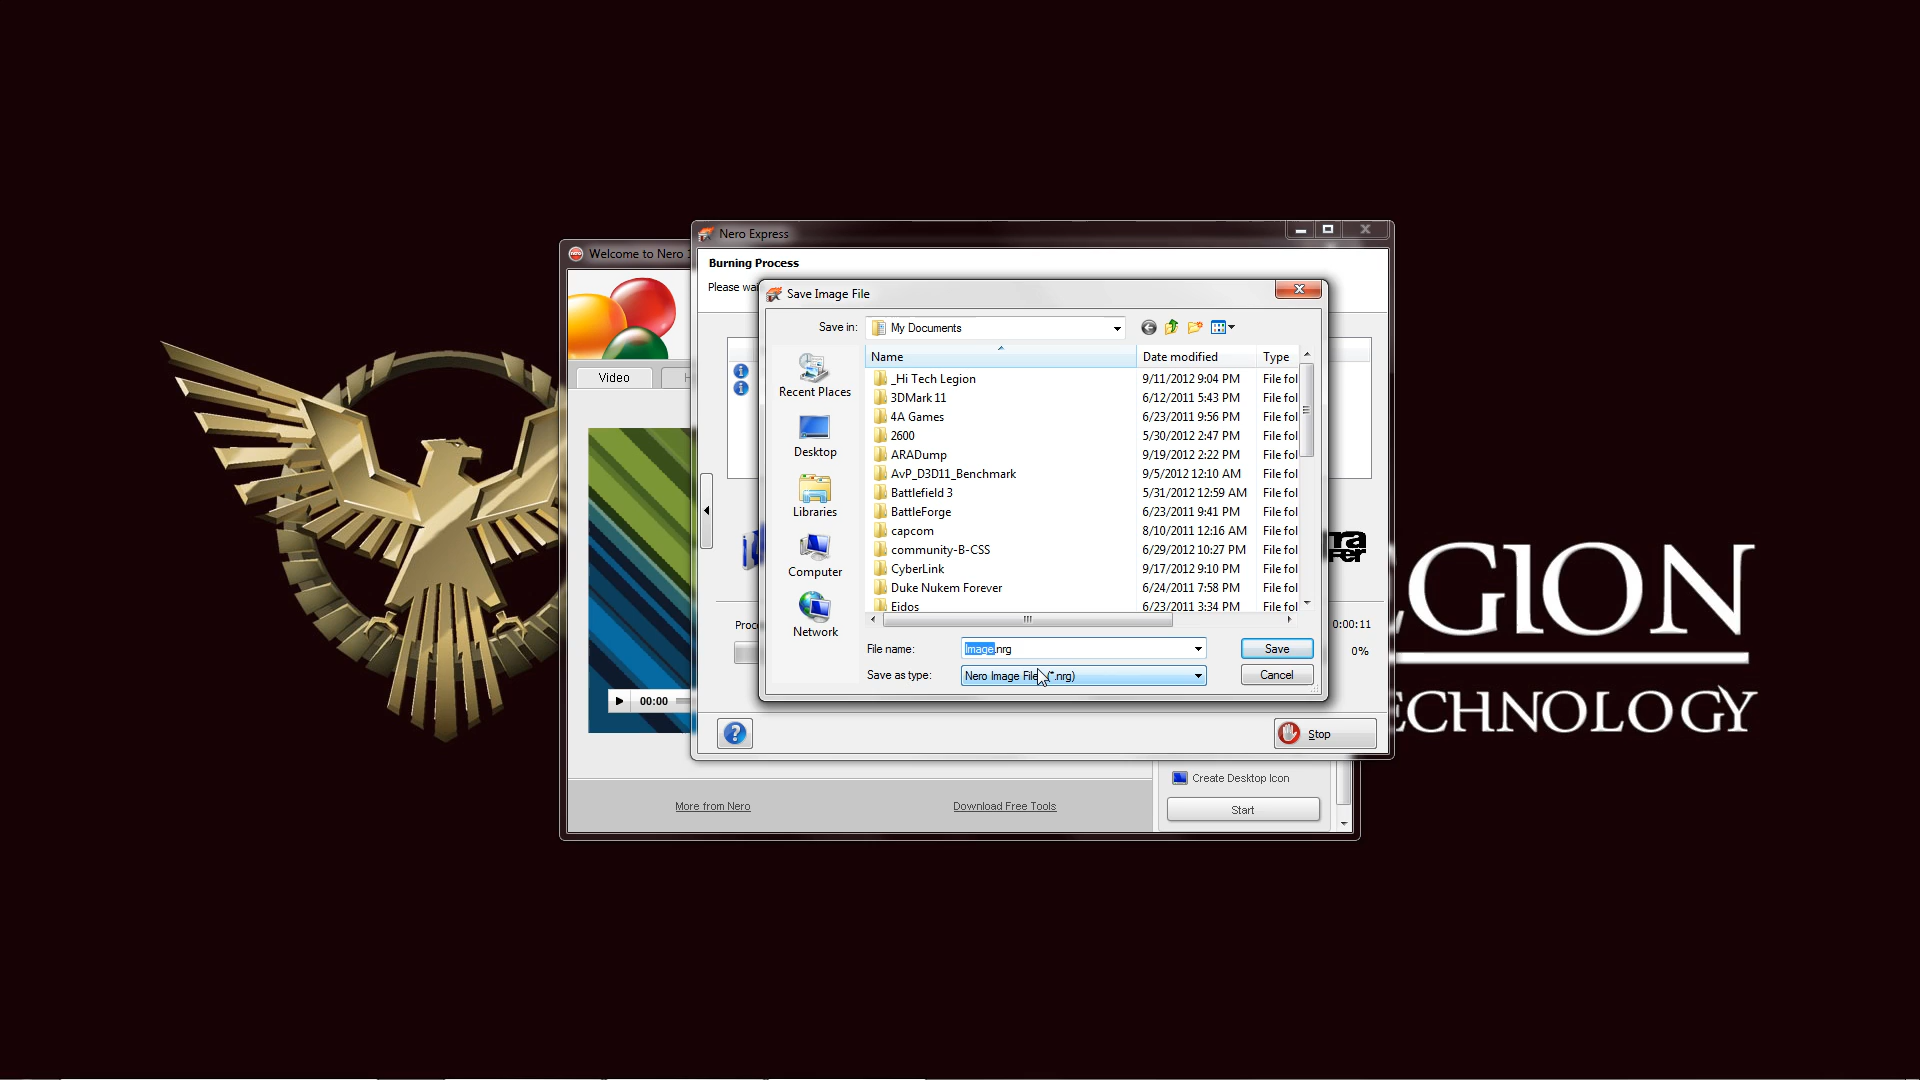 Nero Express
Welcome to Nero
Burning Process
Please wa
Save Image File
Save in:
My Documents
Name
Date modified
Type
Recent Places
Desktop
Libraries
Computer
Network
_Hi Tech Legion 9/11/2012 9:04 PM File fol
3DMark 11 6/12/2011 5:43 PM File fol
4A Games 6/23/2011 9:56 PM File fol
2600 5/30/2012 2:47 PM File fol
ARADump 9/19/2012 2:22 PM File fol
AvP_D3D11_Benchmark 9/5/2012 12:10 AM File fol
Battlefield 3 5/31/2012 12:59 AM File fol
BattleForge 6/23/2011 9:41 PM File fol
capcom 8/10/2011 12:16 AM File fol
community-B-CSS 6/29/2012 10:27 PM File fol
CyberLink 9/17/2012 9:10 PM File fol
Duke Nukem Forever 6/24/2011 7:58 PM File fol
Eidos 6/23/2011 3:34 PM File fol
File name:
Image.nrg
Save
Save as type:
Nero Image File (*.nrg)
Cancel
Video
Proc
0:00:11
0%
00:00
Stop
GION
ECHNOLOGY
Create Desktop Icon
Start
More from Nero
Download Free Tools